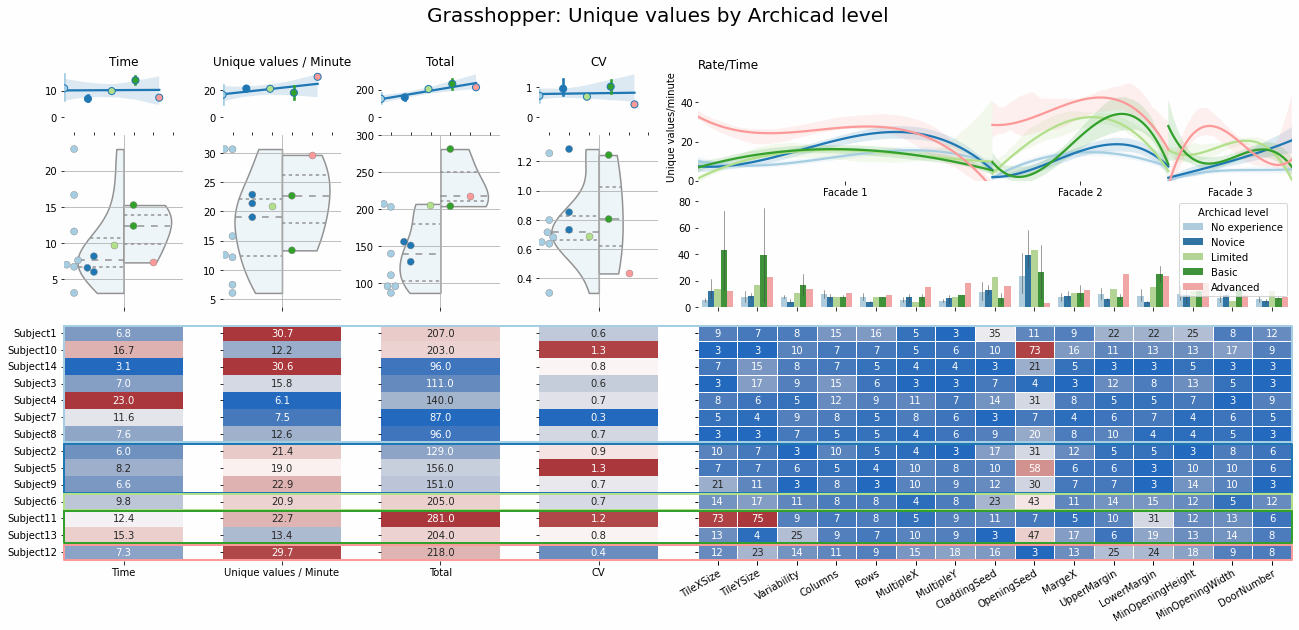 Grasshopper: Unique values by Archicad level
Time
Unique values / Minute
Total
CV
Rate/Time
10
0
20
0
200
0
1
0
Unique values/minute
40
20
0
Facade 1
Facade 2
Facade 3
20
15
10
5
30
25
20
15
10
5
300
250
200
150
100
1.2
1.0
0.8
0.6
0.4
80
60
40
20
0
Archicad level
No experience
Novice
Limited
Basic
Advanced
Subject1 6.8 30.7 207.0 0.6 9 7 8 15 16 5 3 35 11 9 22 22 25 8 12
Subject10 16.7 12.2 203.0 1.3 3 3 10 7 7 5 6 10 73 16 11 13 13 17 9
Subject14 3.1 30.6 96.0 0.8 7 15 8 7 5 4 4 3 21 5 3 3 5 3 3
Subject3 7.0 15.8 111.0 0.6 3 17 9 15 6 3 3 7 4 3 12 8 13 5 3
Subject4 23.0 6.1 140.0 0.7 8 6 5 12 9 11 7 14 31 8 5 5 7 3 9
Subject7 11.6 7.5 87.0 0.3 5 4 9 8 5 8 6 3 7 4 6 7 4 6 5
Subject8 7.6 12.6 96.0 0.7 3 3 7 5 5 4 6 9 20 8 10 4 4 5 3
Subject2 6.0 21.4 129.0 0.9 10 7 3 10 5 4 3 17 31 12 5 5 3 8 6
Subject5 8.2 19.0 156.0 1.3 7 7 6 5 4 10 8 10 58 6 6 3 10 10 6
Subject9 6.6 22.9 151.0 0.7 21 11 3 8 3 10 9 12 30 7 7 3 14 10 3
Subject6 9.8 20.9 205.0 0.7 14 17 11 8 8 4 8 23 43 11 14 15 12 5 12
Subject11 12.4 22.7 281.0 1.2 73 75 9 7 8 5 9 11 7 5 10 31 12 13 6
Subject13 15.3 13.4 204.0 0.8 13 4 25 9 7 10 9 3 47 17 6 19 13 14 8
Subject12 7.3 29.7 218.0 0.4 12 23 14 11 9 15 18 16 3 13 25 24 18 9 8
Time
Unique values / Minute
Total
CV
TileXSize
TileYSize
Variability
Columns
Rows
MultipleX
MultipleY
CladdingSeed
OpeningSeed
MargeX
UpperMargin
LowerMargin
MinOpeningHeight
MinOpeningWidth
DoorNumber